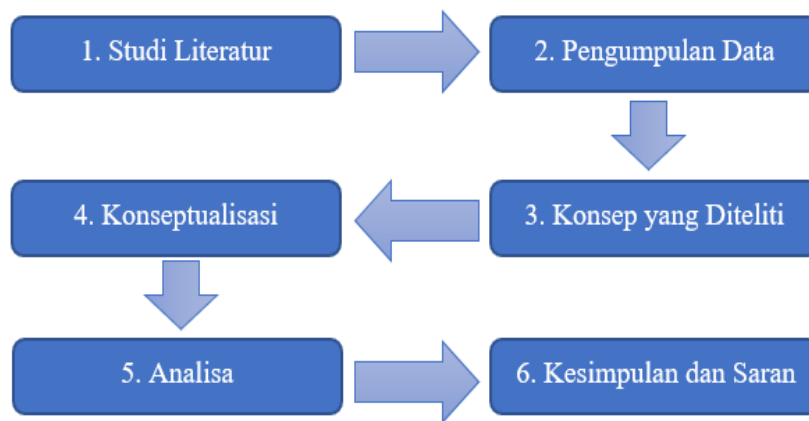 1. Studi Literatur
2. Pengumpulan Data
3. Konsep yang Diteliti
4. Konseptualisasi
5. Analisa
6. Kesimpulan dan Saran